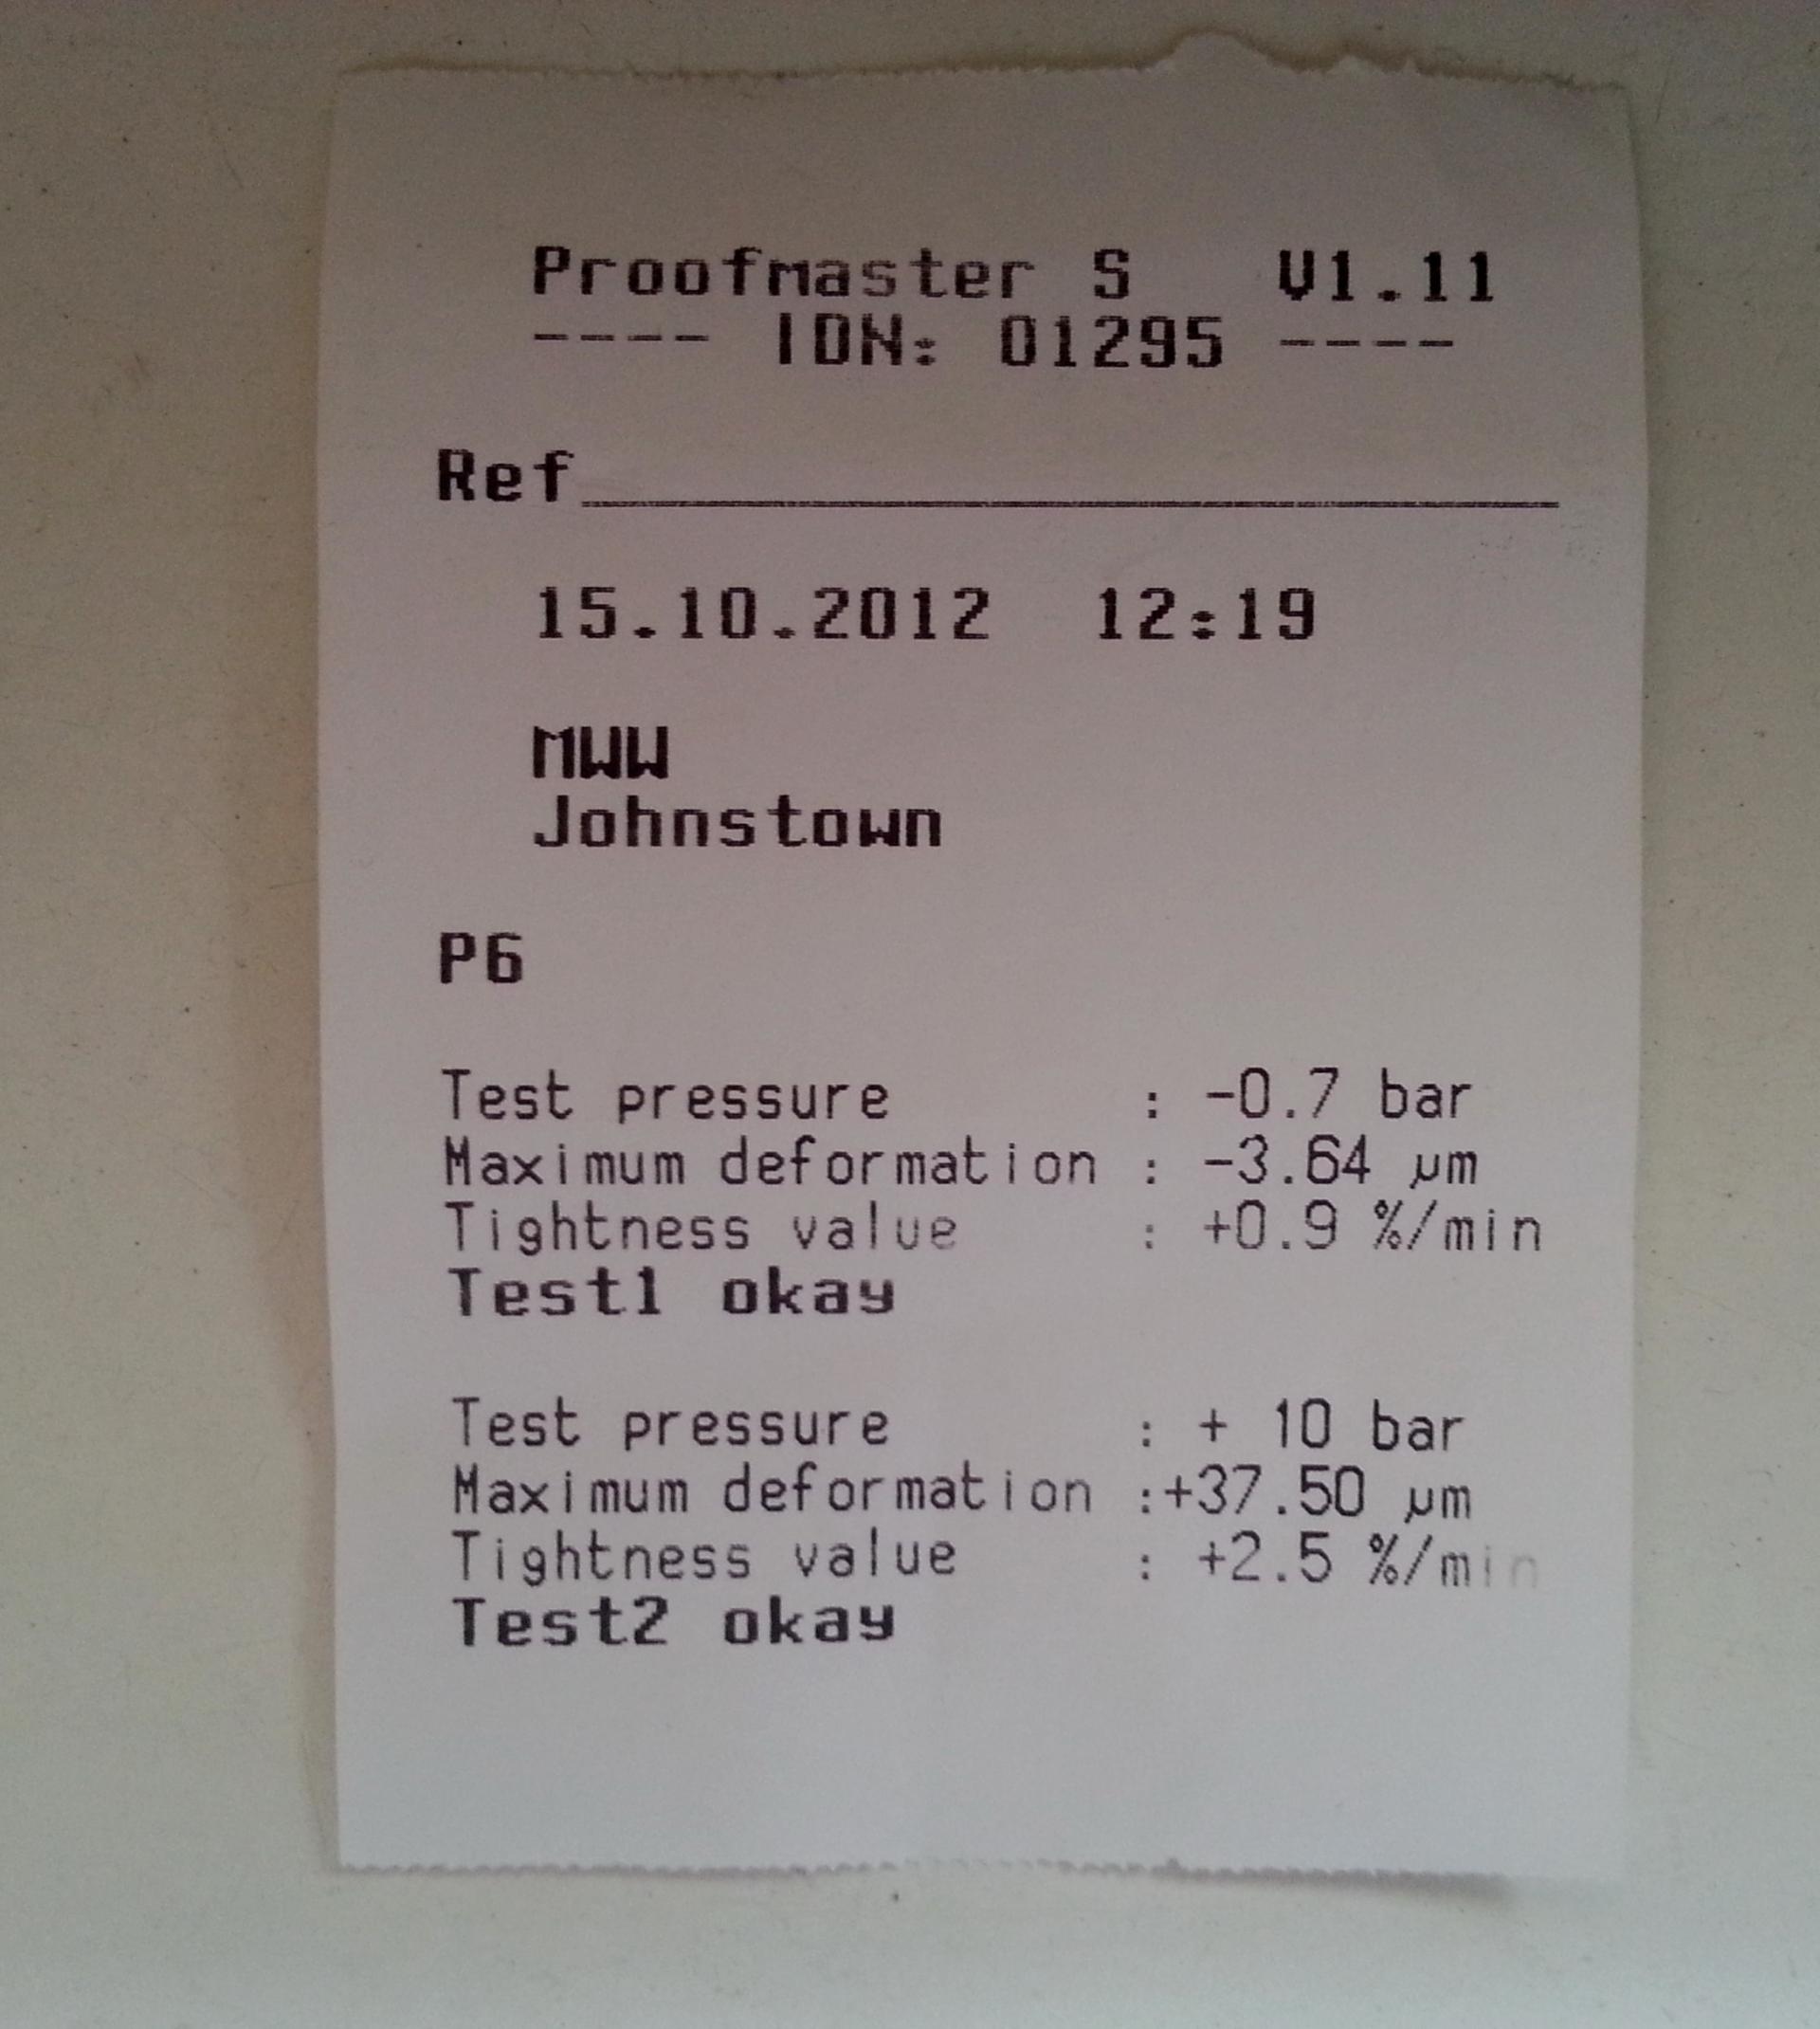 Proofmaster S V1.11
---- IDN: 01295 ----
Ref
15.10.2012 12:19
MWW
Johnstown
P6
Test pressure : -0.7 bar
Maximum deformation : -3.64 µm
Tightness value : +0.9 %/min
Test1 okay
Test pressure : + 10 bar
Maximum deformation :+37.50 µm
Tightness value : +2.5 %/min
Test2 okay